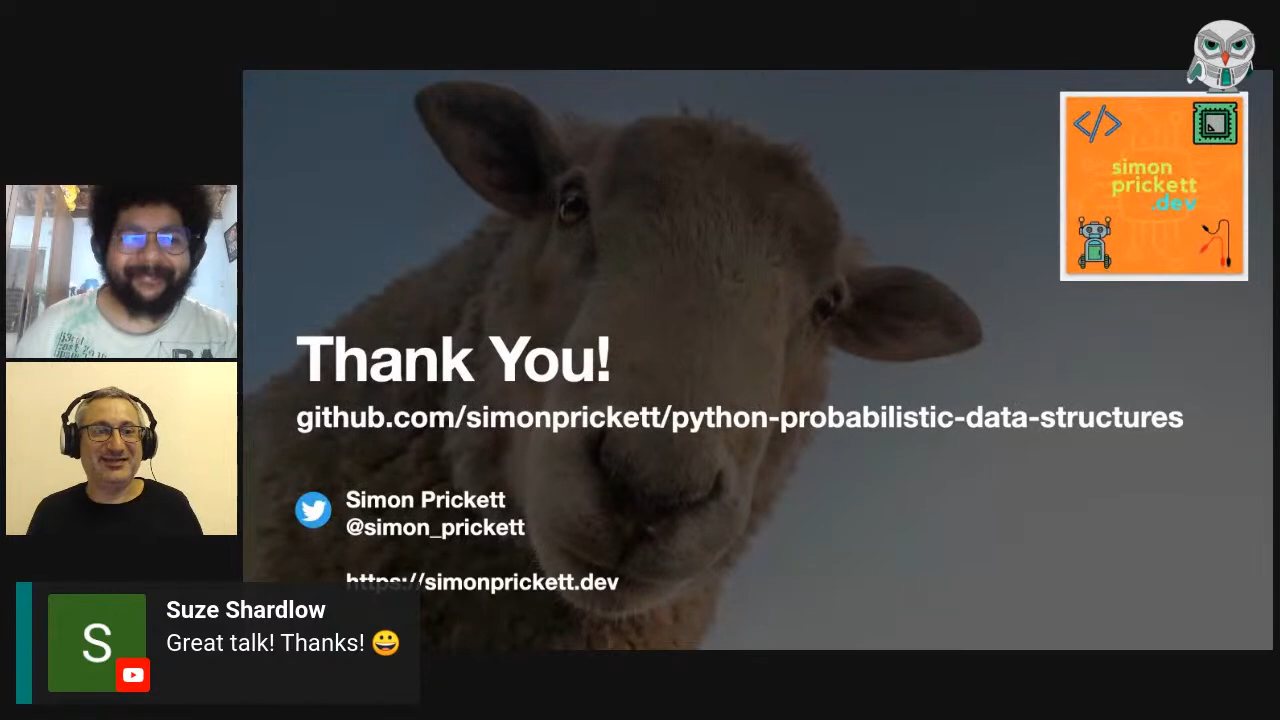 </>
simon
prickett
.dev
Thank You!
github.com/simonprickett/python-probabilistic-data-structures
Simon Prickett
@simon_prickett
https://simonprickett.dev
S
Suze Shardlow
Great talk! Thanks! 😀